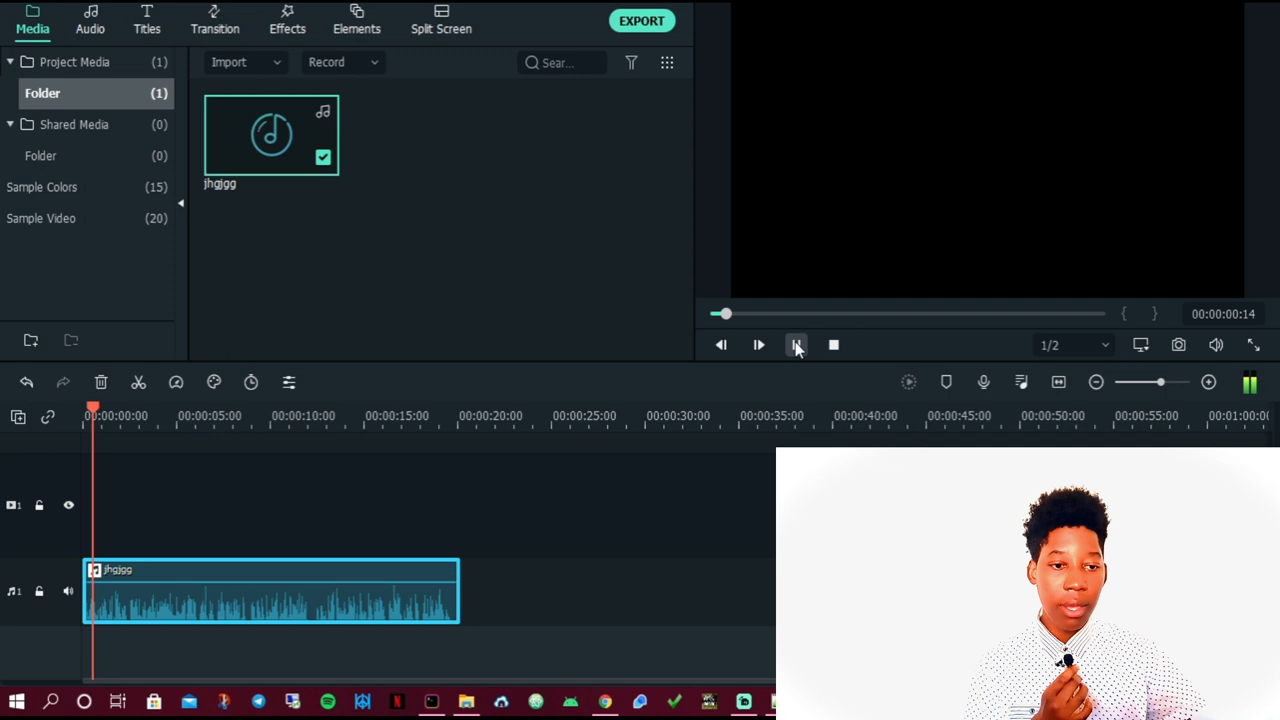 Media Audio Titles Transition Effects Elements Split Screen EXPORT
Project Media (1)
Import Record Sear...
Folder (1)
Shared Media (0)
Folder (0)
jhgjgg
Sample Colors (15)
Sample Video (20)
00:00:00:14
1/2
00:00:00:00 00:00:05:00 00:00:10:00 00:00:15:00 00:00:20:00 00:00:25:00 00:00:30:00 00:00:35:00 00:00:40:00 00:00:45:00 00:00:50:00 00:00:55:00 00:01:00:00
1
jhgjgg
1